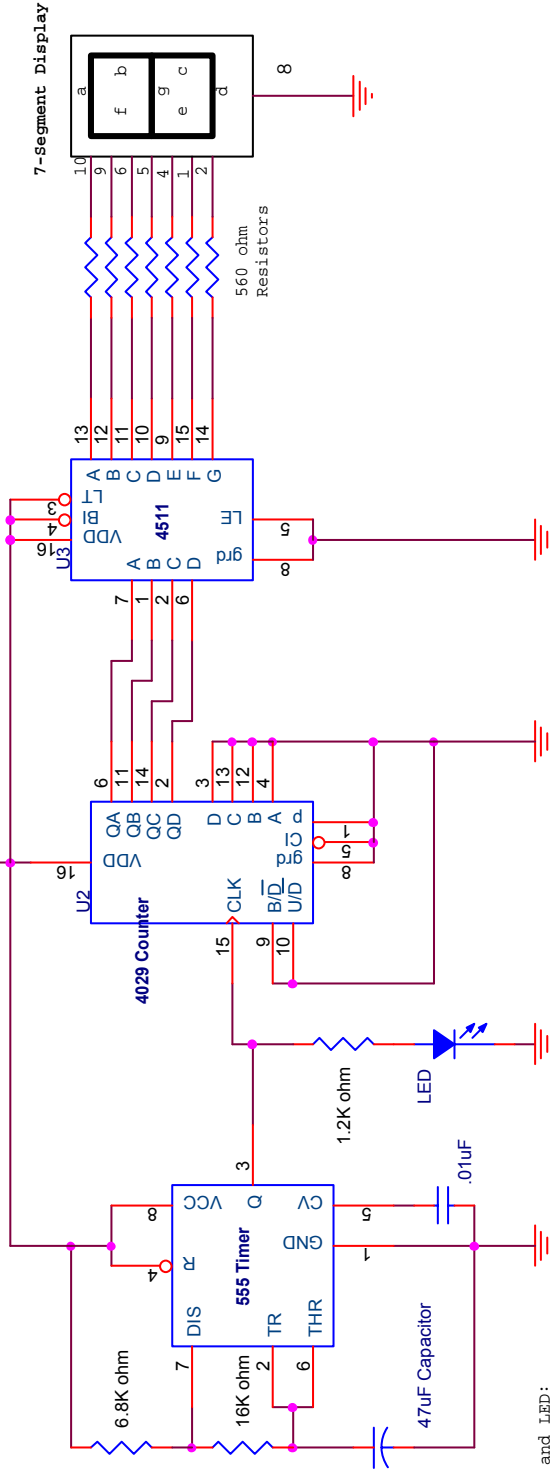 7-Segment Display
a
b
c
d
e
f
g
8
10
9
6
5
4
1
2
560 ohm
Resistors
13
12
11
10
9
15
14
A
B
C
D
E
F
G
LT
BI
VDD
3
4
16
U3
4511
A
B
C
D
7
1
2
6
LE
grd
5
8
6
11
14
2
QA
QB
QC
QD
3
13
12
4
D
C
B
A
P
CI
grd
1
5
8
VDD
16
U2
4029 Counter
CLK
B/D
U/D
15
9
10
1.2K ohm
LED
3
Q
VCC
8
R
4
555 Timer
CV
5
GND
1
.01uF
DIS
TR
THR
7
2
6
6.8K ohm
16K ohm
47uF Capacitor
and LED: